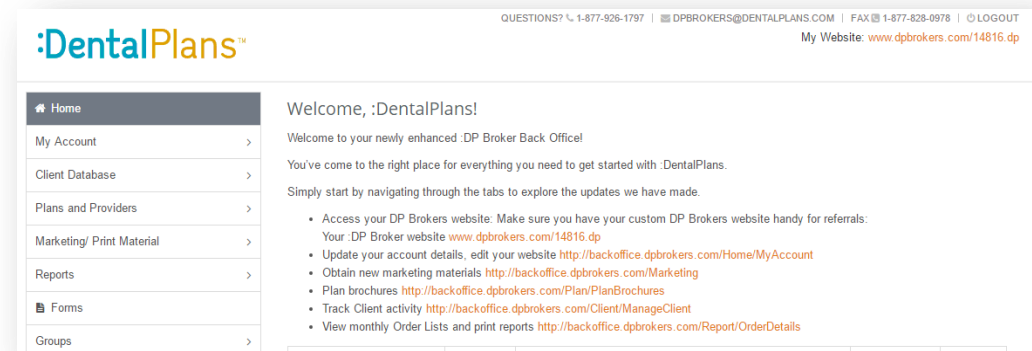 QUESTIONS? 1-877-926-1797 | DPBROKERS@DENTALPLANS.COM | FAX 1-877-828-0978 | LOGOUT
My Website: www.dpbrokers.com/14816.dp
:DentalPlans™
Home
My Account
Client Database
Plans and Providers
Marketing/ Print Material
Reports
Forms
Groups
Welcome, :DentalPlans!
Welcome to your newly enhanced :DP Broker Back Office!
You've come to the right place for everything you need to get started with :DentalPlans.
Simply start by navigating through the tabs to explore the updates we have made.
• Access your DP Brokers website: Make sure you have your custom DP Brokers website handy for referrals:
Your :DP Broker website www.dpbrokers.com/14816.dp
• Update your account details, edit your website http://backoffice.dpbrokers.com/Home/MyAccount
• Obtain new marketing materials http://backoffice.dpbrokers.com/Marketing
• Plan brochures http://backoffice.dpbrokers.com/Plan/PlanBrochures
• Track Client activity http://backoffice.dpbrokers.com/Client/ManageClient
• View monthly Order Lists and print reports http://backoffice.dpbrokers.com/Report/OrderDetails